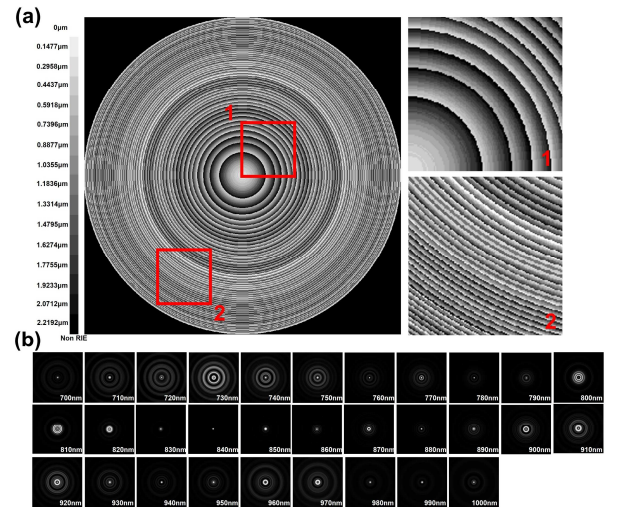 (a)
0μm
0.1477μm
0.2958μm
0.4437μm
0.5918μm
0.7396μm
0.8877μm
1.0355μm
1.1836μm
1.3314μm
1.4795μm
1.6274μm
1.7755μm
1.9233μm
2.0712μm
2.2192μm
Non RIE
1
2
1
2
(b)
700nm 710nm 720nm 730nm 740nm 750nm 760nm 770nm 780nm 790nm 800nm
810nm 820nm 830nm 840nm 850nm 860nm 870nm 880nm 890nm 900nm 910nm
920nm 930nm 940nm 950nm 960nm 970nm 980nm 990nm 1000nm